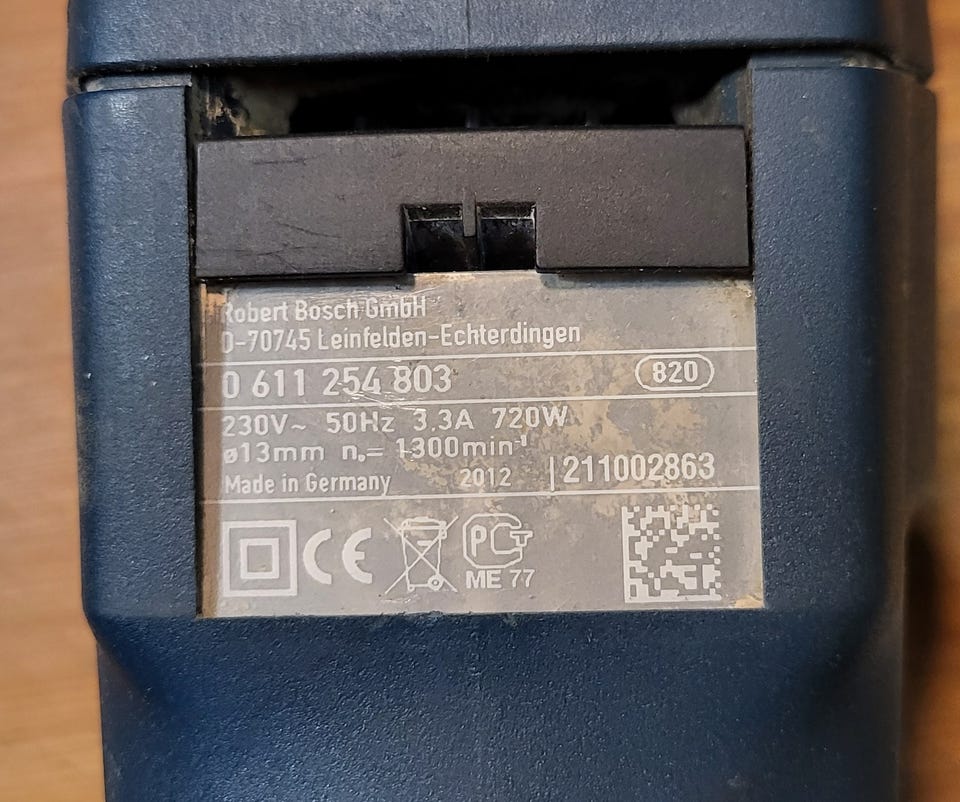 Robert Bosch GmbH
D-70745 Leinfelden-Echterdingen
0 611 254 803 820
230V~ 50Hz 3.3A 720W
ø13mm n₀= 1300min⁻¹
Made in Germany 2012 211002863
CE PCT
ME 77